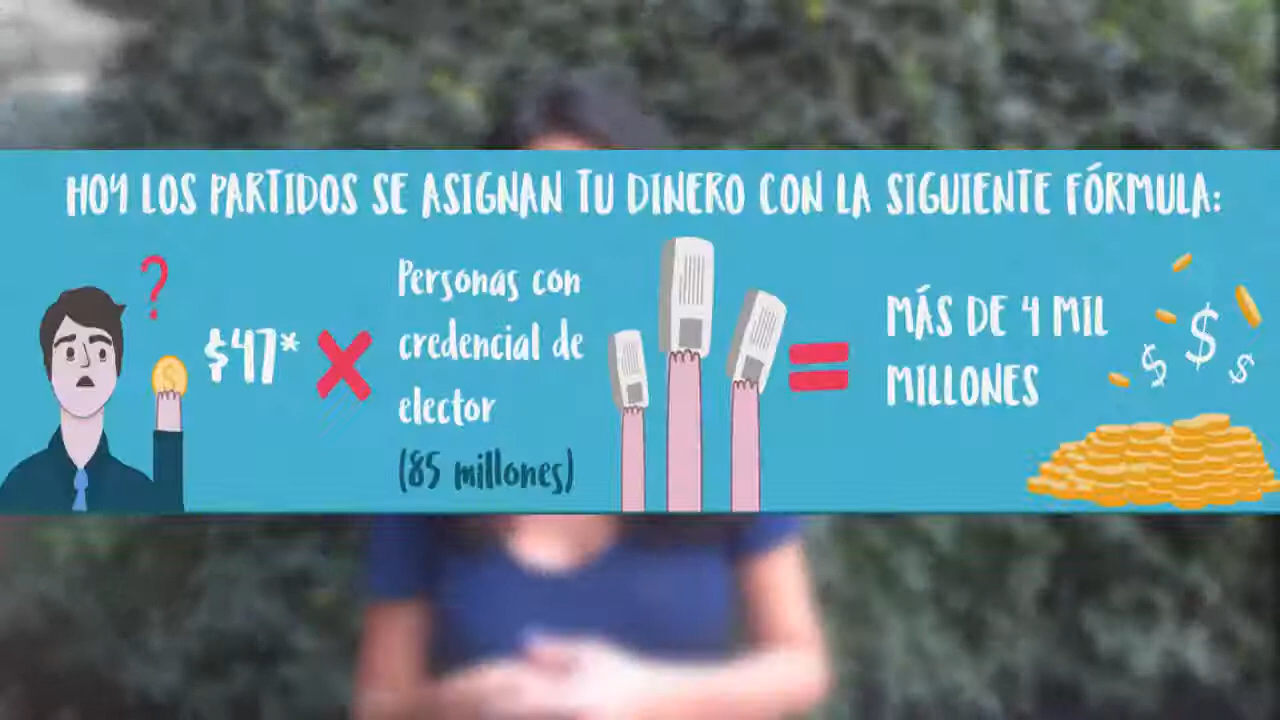 HOY LOS PARTIDOS SE ASIGNAN TU DINERO CON LA SIGUIENTE FÓRMULA:
$47*
Personas con
credencial de
elector
(85 millones)
MÁS DE 4 MIL
MILLONES